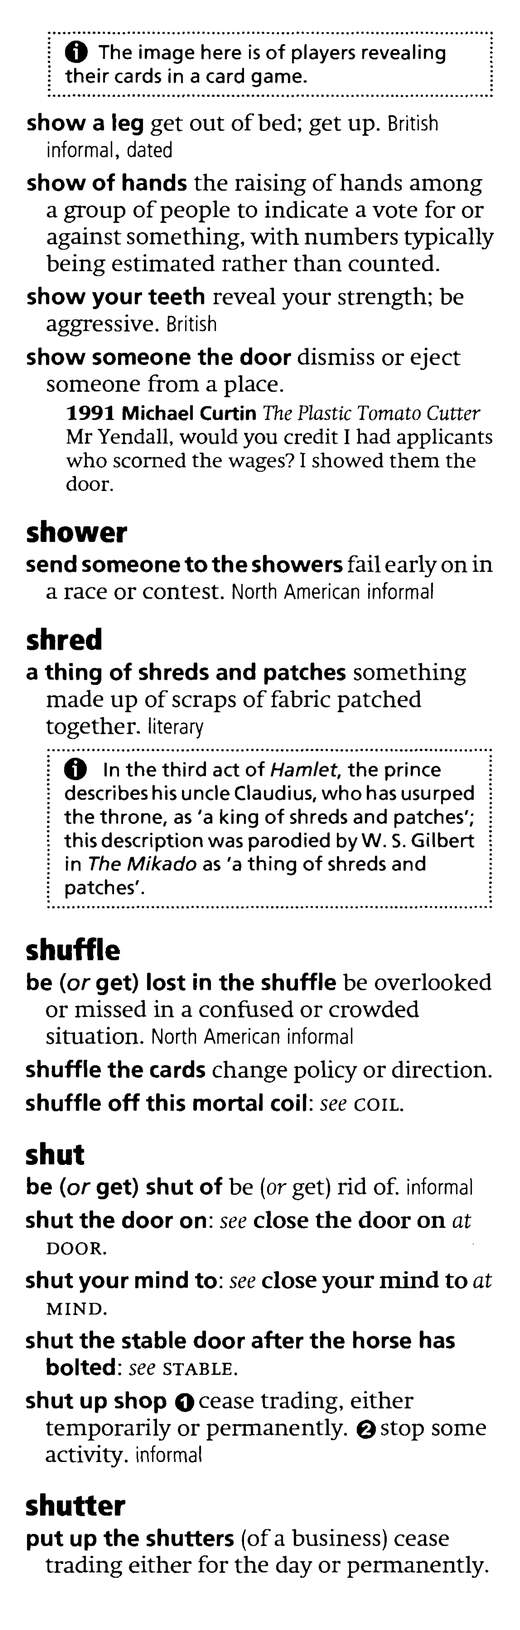 ℹ The image here is of players revealing
their cards in a card game.
show a leg get out of bed; get up. British
informal, dated
show of hands the raising of hands among
a group of people to indicate a vote for or
against something, with numbers typically
being estimated rather than counted.
show your teeth reveal your strength; be
aggressive. British
show someone the door dismiss or eject
someone from a place.
1991 Michael Curtin The Plastic Tomato Cutter
Mr Yendall, would you credit I had applicants
who scorned the wages? I showed them the
door.
shower
send someone to the showers fail early on in
a race or contest. North American informal
shred
a thing of shreds and patches something
made up of scraps of fabric patched
together. literary
ℹ In the third act of Hamlet, the prince
describes his uncle Claudius, who has usurped
the throne, as 'a king of shreds and patches';
this description was parodied by W. S. Gilbert
in The Mikado as 'a thing of shreds and
patches'.
shuffle
be (or get) lost in the shuffle be overlooked
or missed in a confused or crowded
situation. North American informal
shuffle the cards change policy or direction.
shuffle off this mortal coil: see COIL.
shut
be (or get) shut of be (or get) rid of. informal
shut the door on: see close the door on at
DOOR.
shut your mind to: see close your mind to at
MIND.
shut the stable door after the horse has
bolted: see STABLE.
shut up shop ❶ cease trading, either
temporarily or permanently. ❷ stop some
activity. informal
shutter
put up the shutters (of a business) cease
trading either for the day or permanently.